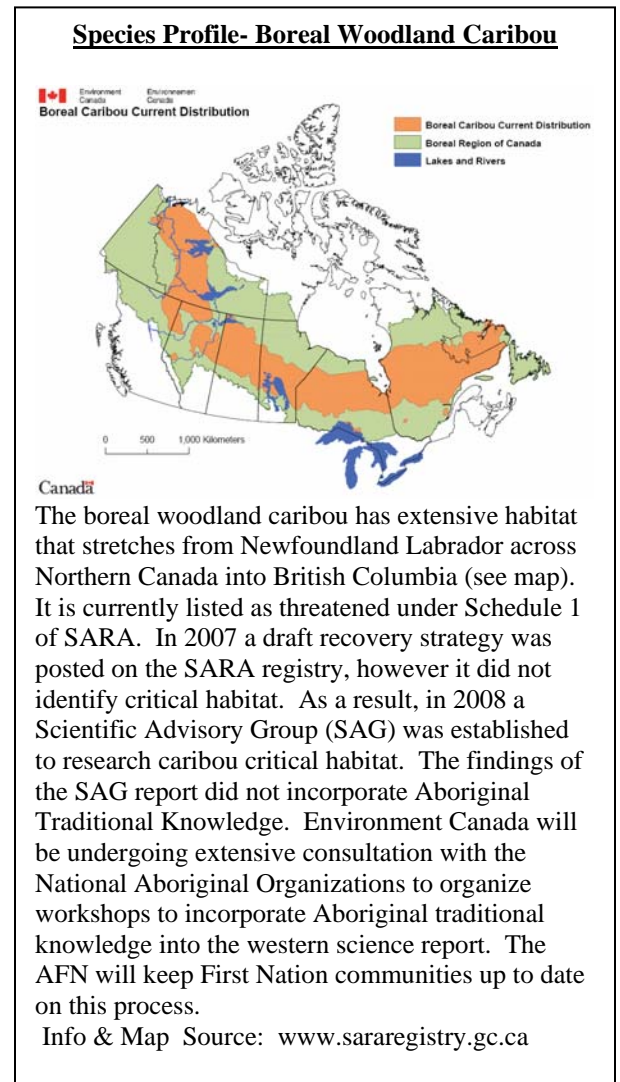 Species Profile- Boreal Woodland Caribou
Environment Canada
Environnement Canada
Boreal Caribou Current Distribution
Boreal Caribou Current Distribution
Boreal Region of Canada
Lakes and Rivers
0 500 1,000 Kilometers
Canada
The boreal woodland caribou has extensive habitat
that stretches from Newfoundland Labrador across
Northern Canada into British Columbia (see map).
It is currently listed as threatened under Schedule 1
of SARA. In 2007 a draft recovery strategy was
posted on the SARA registry, however it did not
identify critical habitat. As a result, in 2008 a
Scientific Advisory Group (SAG) was established
to research caribou critical habitat. The findings of
the SAG report did not incorporate Aboriginal
Traditional Knowledge. Environment Canada will
be undergoing extensive consultation with the
National Aboriginal Organizations to organize
workshops to incorporate Aboriginal traditional
knowledge into the western science report. The
AFN will keep First Nation communities up to date
on this process.
Info & Map Source: www.sararegistry.gc.ca